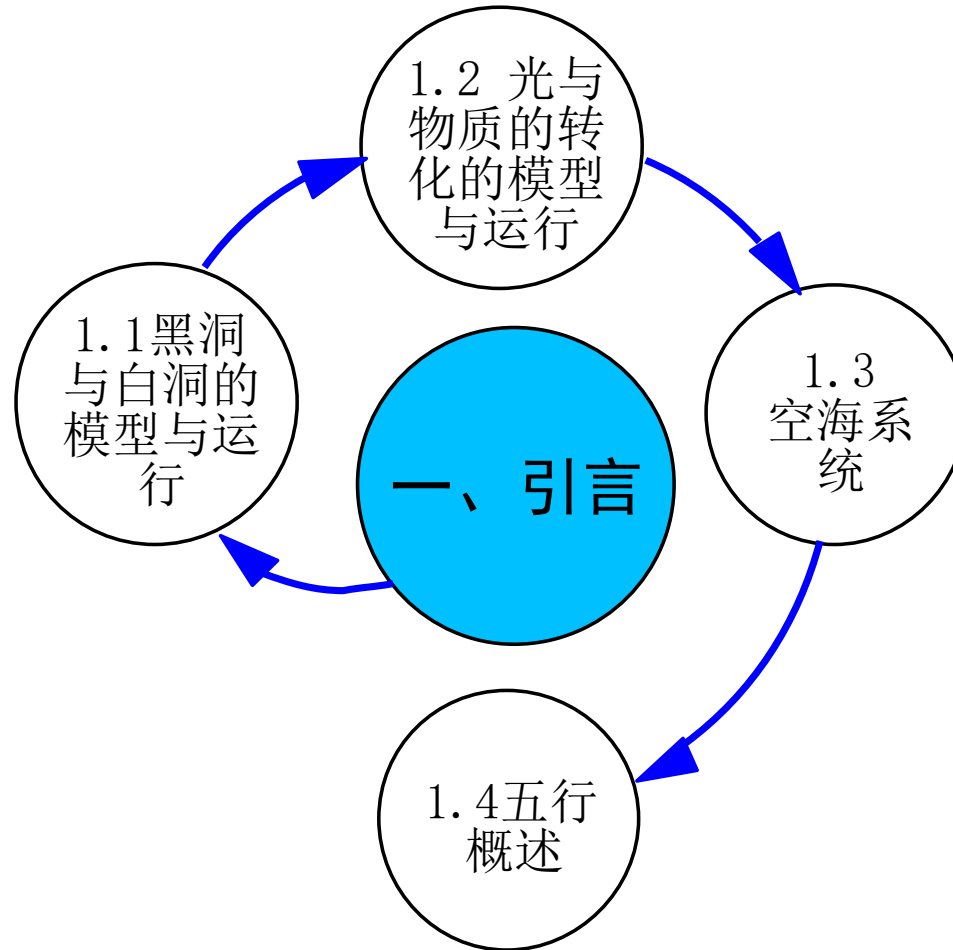 一、引言
1.1黑洞
与白洞的
模型与运
行
1.2 光与
物质的转
化的模型
与运行
1.3
空海系
统
1.4五行
概述